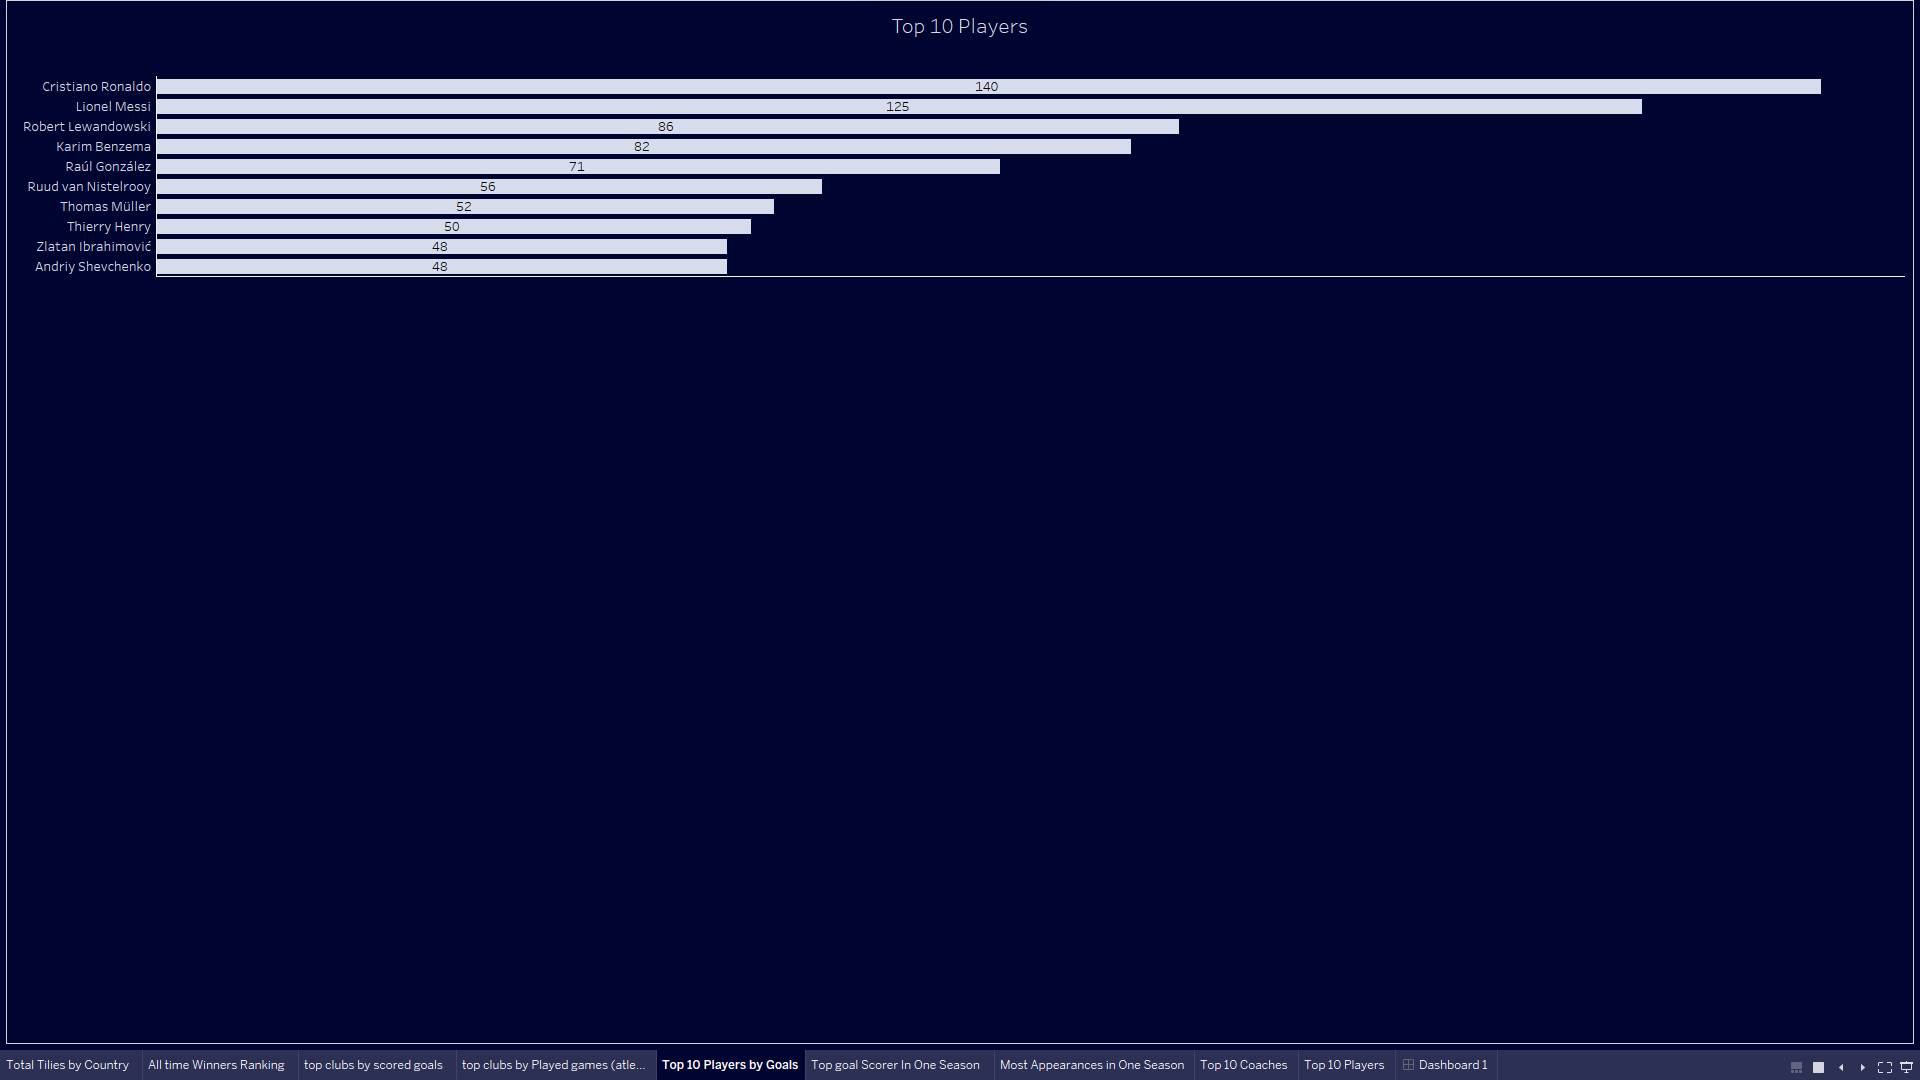 Top 10 Players
Cristiano Ronaldo 140
Lionel Messi 125
Robert Lewandowski 86
Karim Benzema 82
Raúl González 71
Ruud van Nistelrooy 56
Thomas Müller 52
Thierry Henry 50
Zlatan Ibrahimović 48
Andriy Shevchenko 48
Total Tilies by Country All time Winners Ranking top clubs by scored goals top clubs by Played games (atle... Top 10 Players by Goals Top goal Scorer In One Season Most Appearances in One Season Top 10 Coaches Top 10 Players Dashboard 1